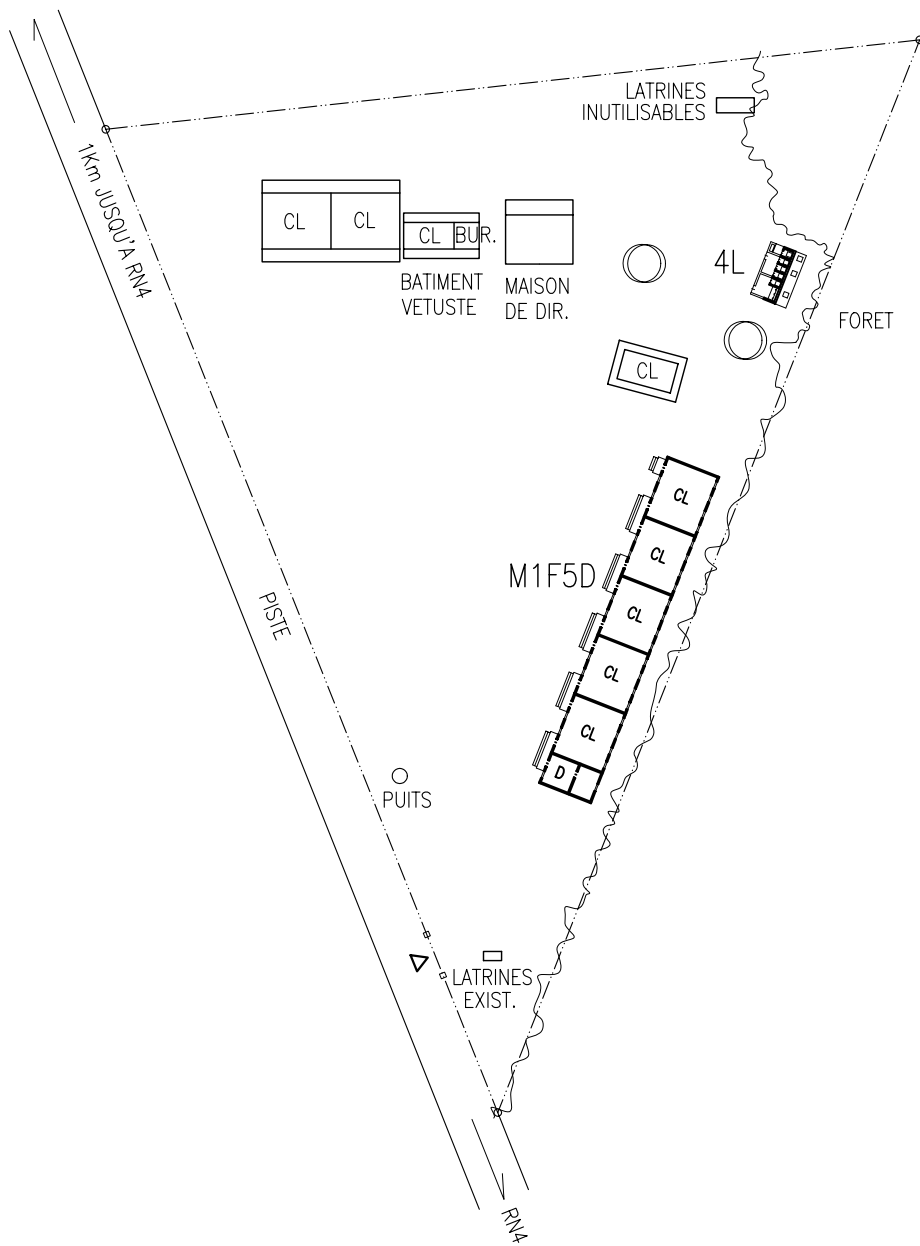 LATRINES
INUTILISABLES
1Km JUSQU'A RN4
CL
CL
CL
BUR.
BATIMENT
VETUSTE
MAISON
DE DIR.
4L
FORET
CL
CL
M1F5D
CL
CL
CL
CL
D
PISTE
PUITS
LATRINES
EXIST.
RN4